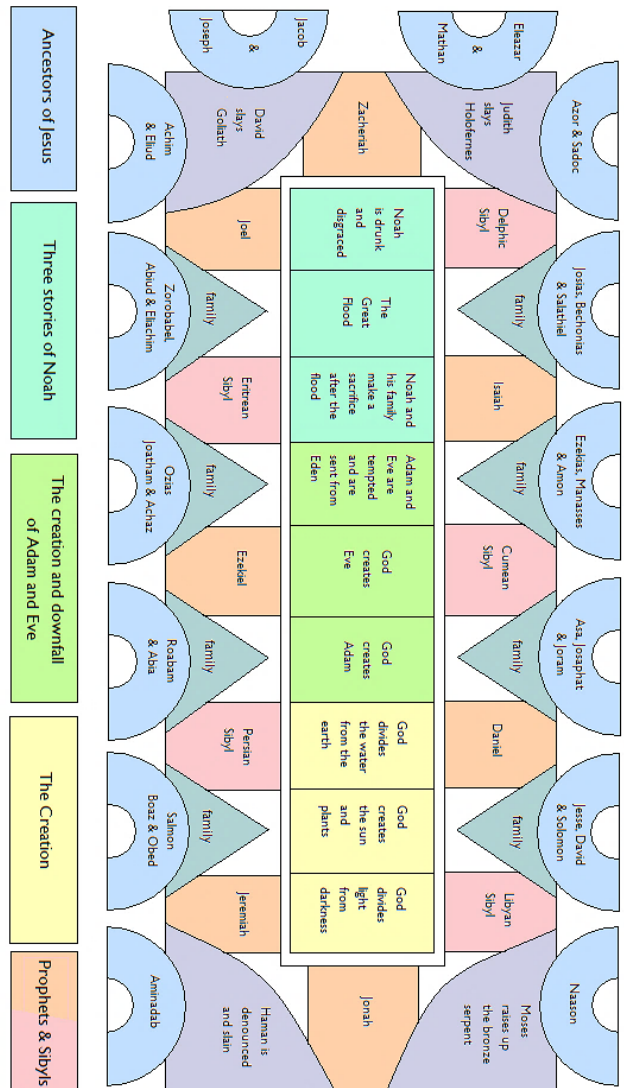 Azor & Sadoc
Josias, Bechonias
& Salathiel
Ezekias, Manasses
& Amon
Asa, Josaphat
& Joram
Jesse, David
& Solomon
Naason
Eleazar
&
Mathan
Judith
slays
Holofernes
Delphic
Sibyl
family
Isaiah
family
Cumean
Sibyl
family
Daniel
family
Libyan
Sibyl
Moses
raises up
the bronze
serpent
Zacheriah
Noah
is drunk
and
disgraced
The
Great
Flood
Noah and
his family
make a
sacrifice
after the
flood
Adam and
Eve are
tempted
and are
sent from
Eden
God
creates
Eve
God
creates
Adam
God
divides
the water
from the
earth
God
creates
the sun
and
plants
God
divides
light
from
darkness
Jonah
Jacob
&
Joseph
David
slays
Goliath
Joel
family
Eritrean
Sibyl
family
Ezekiel
family
Persian
Sibyl
family
Jeremiah
Haman is
denounced
and slain
Achim
& Eliud
Zorobabel,
Abiud & Eliachim
Ozias
Joatham & Achaz
Roabam
& Abia
Salmon
Boaz & Obed
Aminadab
Ancestors of Jesus
Three stories of Noah
The creation and downfall
of Adam and Eve
The Creation
Prophets & Sibyls